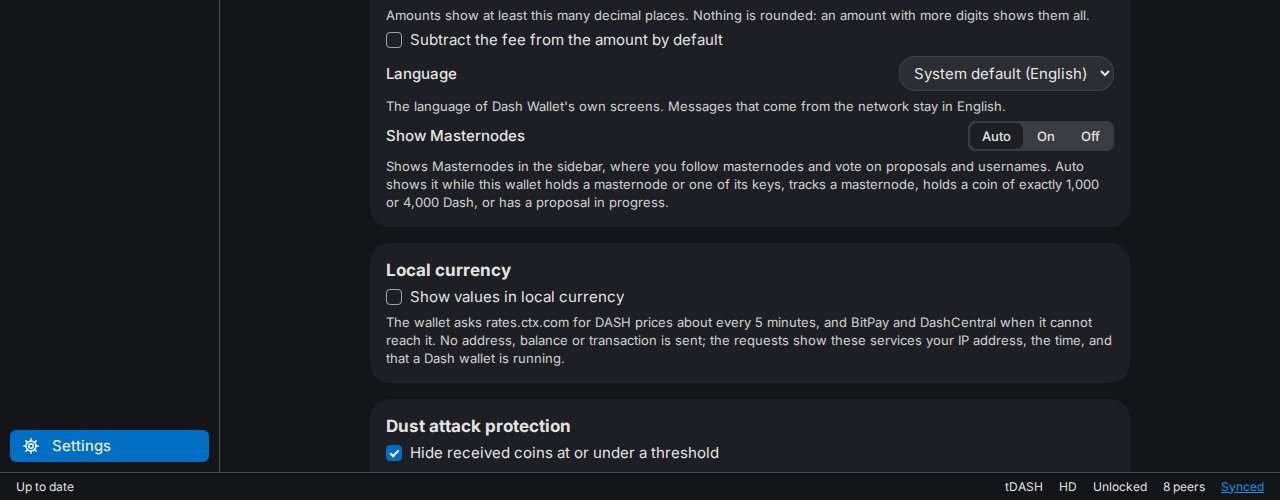 Amounts show at least this many decimal places. Nothing is rounded: an amount with more digits shows them all.
Subtract the fee from the amount by default
Language
System default (English)
The language of Dash Wallet's own screens. Messages that come from the network stay in English.
Show Masternodes
Auto On Off
Shows Masternodes in the sidebar, where you follow masternodes and vote on proposals and usernames. Auto
shows it while this wallet holds a masternode or one of its keys, tracks a masternode, holds a coin of exactly 1,000
or 4,000 Dash, or has a proposal in progress.
Local currency
Show values in local currency
The wallet asks rates.ctx.com for DASH prices about every 5 minutes, and BitPay and DashCentral when it cannot
reach it. No address, balance or transaction is sent; the requests show these services your IP address, the time, and
that a Dash wallet is running.
Dust attack protection
Hide received coins at or under a threshold
Settings
Up to date
tDASH HD Unlocked 8 peers Synced